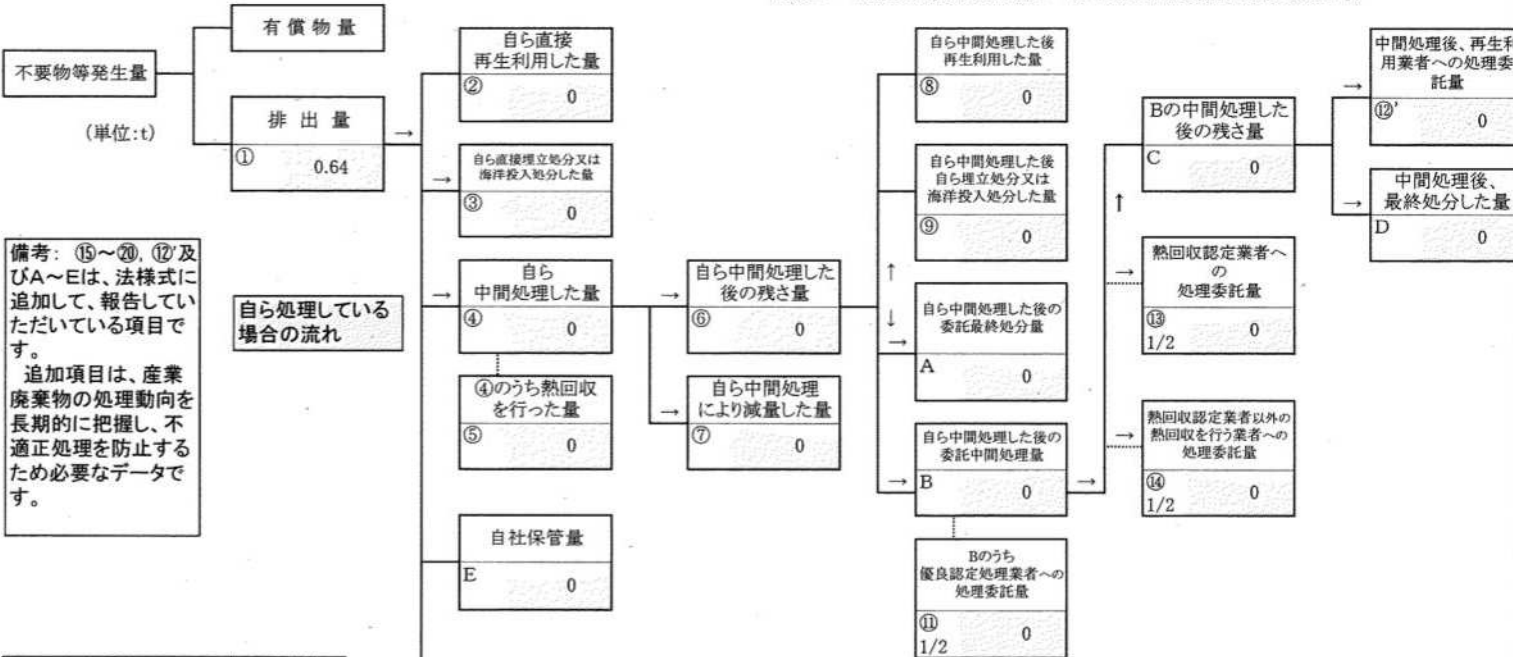 不要物等発生量
(単位:t)
有償物量
排出量
①
0.64
→
備考: ⑮~⑳, ⑫'及
びA~Eは、法様式に
追加して、報告してい
ただいている項目で
す。
追加項目は、産業
廃棄物の処理動向を
長期的に把握し、不
適正処理を防止する
ため必要なデータで
す。
自ら処理している
場合の流れ
自ら直接
再生利用した量
②
0
→
自ら直接埋立処分又は
海洋投入処分した量
③
0
→
自ら
中間処理した量
④
0
④のうち熱回収
を行った量
⑤
0
自社保管量
E
0
→
自ら中間処理した
後の残さ量
⑥
0
→
自ら中間処理
により減量した量
⑦
0
自ら中間処理した後
再生利用した量
⑧
0
自ら中間処理した後
自ら埋立処分又は
海洋投入処分した量
⑨
0
↑
↓
→
自ら中間処理した後の
委託最終処分量
A
0
→
自ら中間処理した後の
委託中間処理量
B
0
→
Bのうち
優良認定処理業者への
処理委託量
⑪
1/2
0
Bの中間処理した
後の残さ量
C
0
↑
→
熱回収認定業者へ
の
処理委託量
⑬
1/2
0
→
熱回収認定業者以外の
熱回収を行う業者への
処理委託量
⑭
1/2
0
→
中間処理後、再生利
用業者への処理委
託量
⑫'
0
→
中間処理後、
最終処分した量
D
0